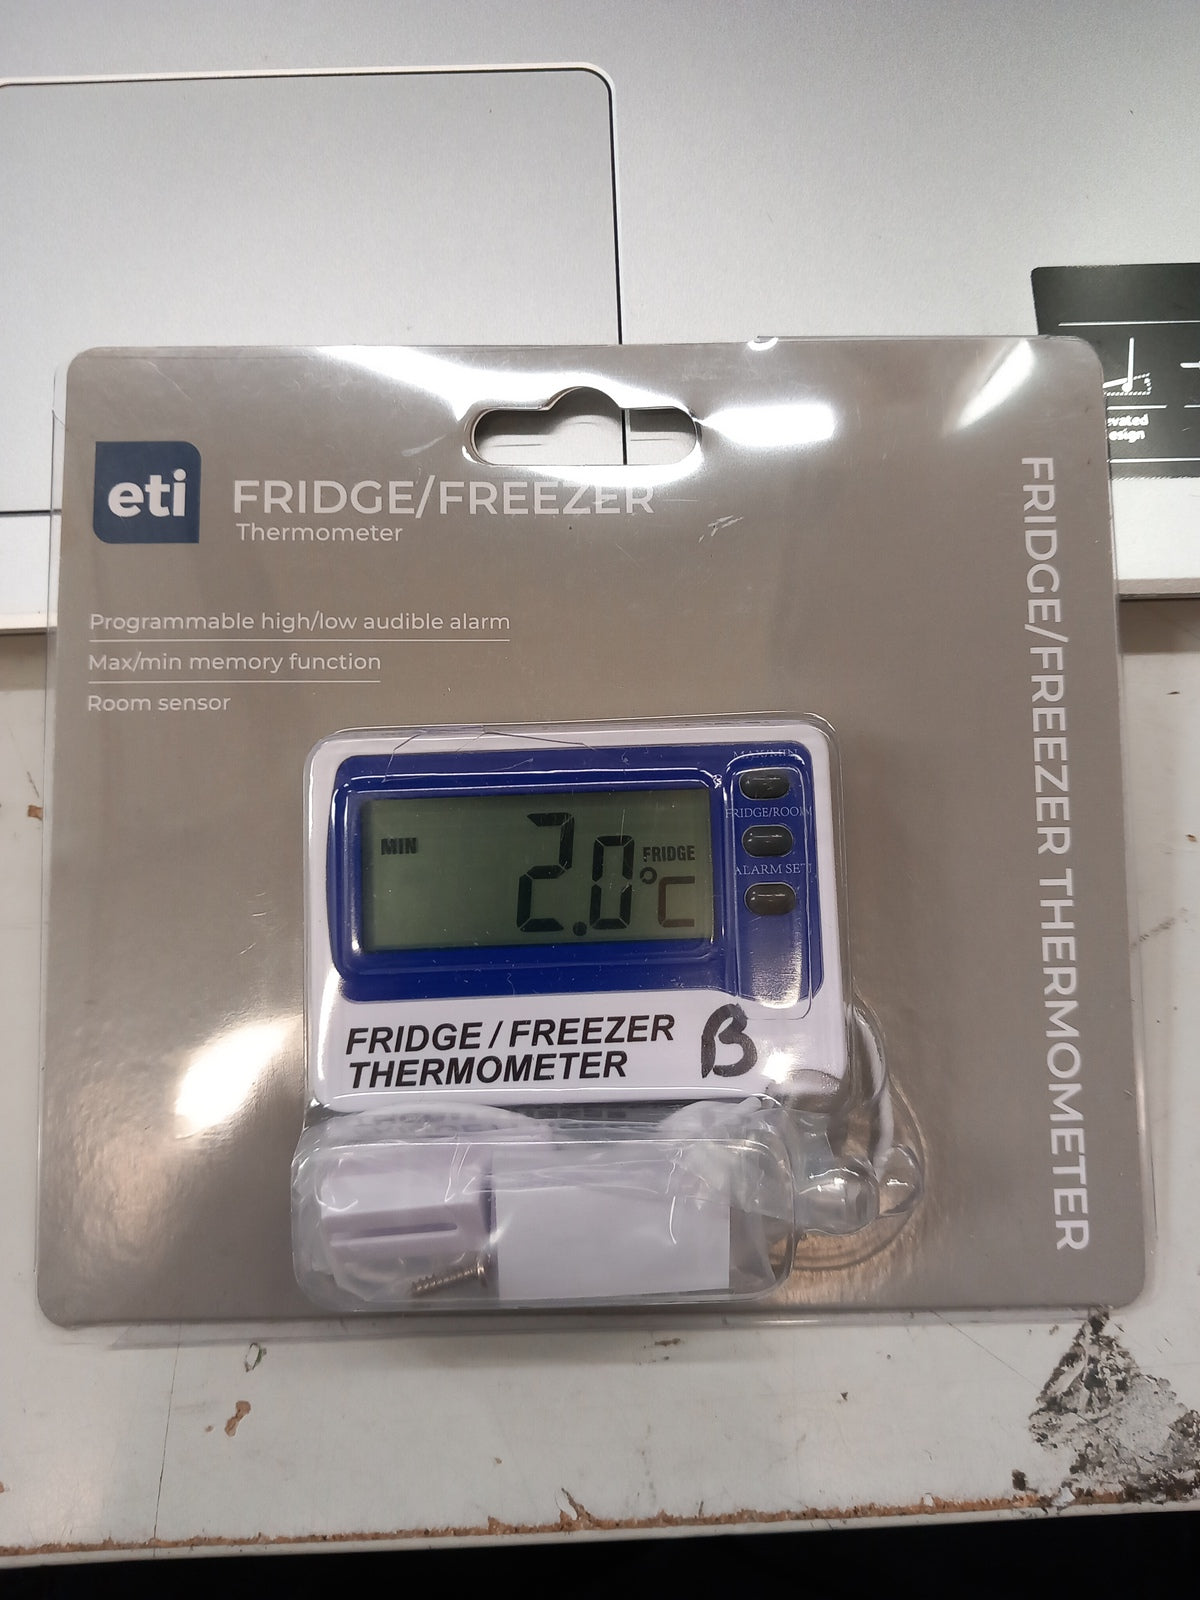 eti
FRIDGE/FREEZER
Thermometer
Programmable high/low audible alarm
Max/min memory function
Room sensor
FRIDGE/FREEZER THERMOMETER
MAX/MIN
FRIDGE/ROOM
ALARM SET
MIN
2.0
FRIDGE
°C
FRIDGE / FREEZER
THERMOMETER
B